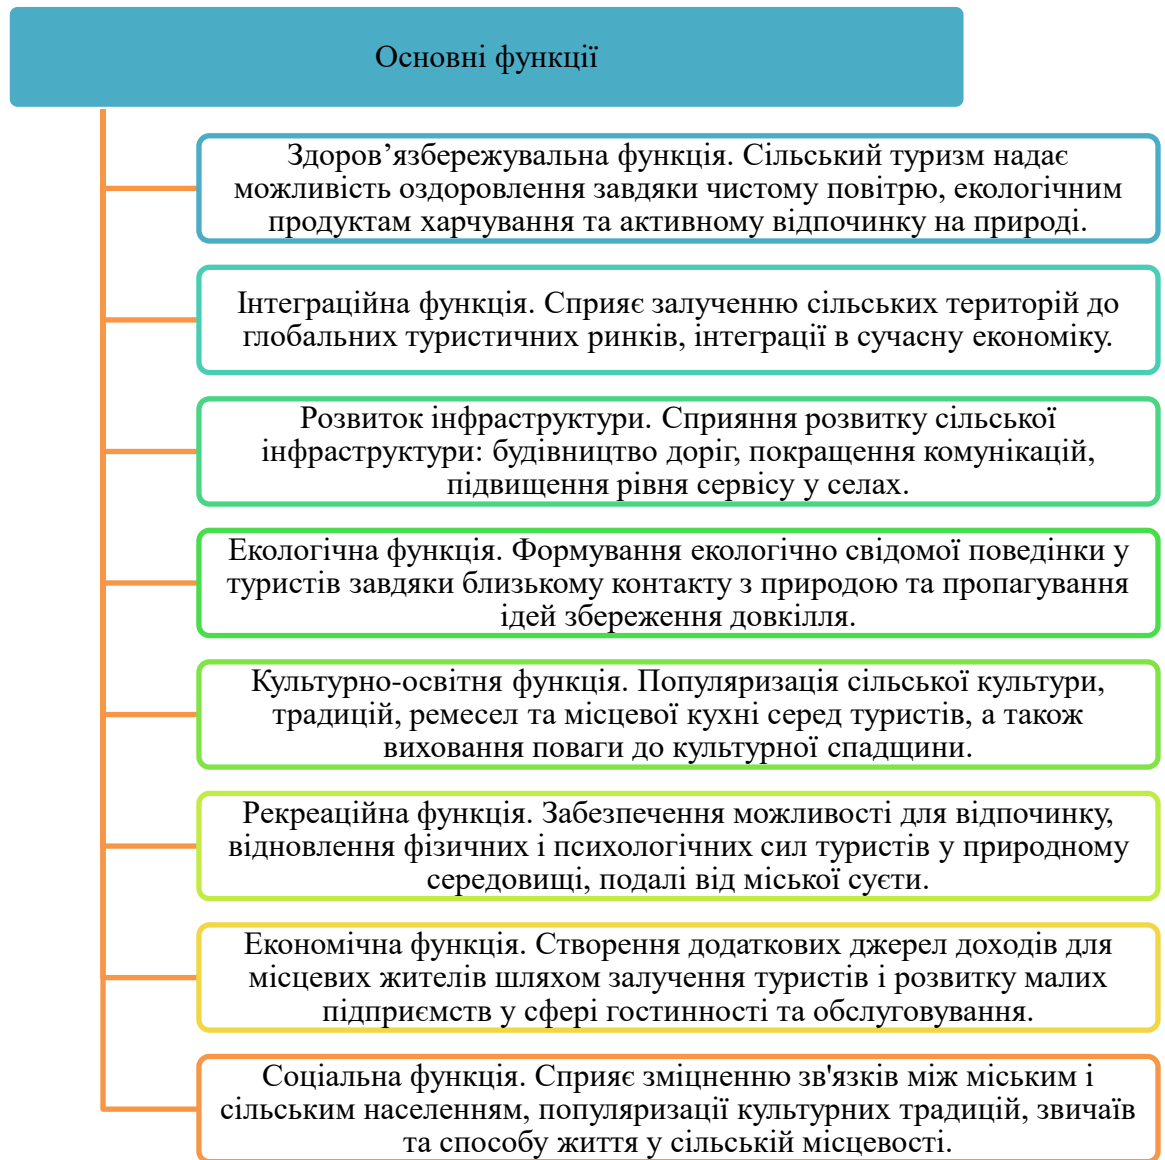 Основні функції
Здоров’язбережувальна функція. Сільський туризм надає
можливість оздоровлення завдяки чистому повітрю, екологічним
продуктам харчування та активному відпочинку на природі.
Інтеграційна функція. Сприяє залученню сільських територій до
глобальних туристичних ринків, інтеграції в сучасну економіку.
Розвиток інфраструктури. Сприяння розвитку сільської
інфраструктури: будівництво доріг, покращення комунікацій,
підвищення рівня сервісу у селах.
Екологічна функція. Формування екологічно свідомої поведінки у
туристів завдяки близькому контакту з природою та пропагування
ідей збереження довкілля.
Культурно-освітня функція. Популяризація сільської культури,
традицій, ремесел та місцевої кухні серед туристів, а також
виховання поваги до культурної спадщини.
Рекреаційна функція. Забезпечення можливості для відпочинку,
відновлення фізичних і психологічних сил туристів у природному
середовищі, подалі від міської суєти.
Економічна функція. Створення додаткових джерел доходів для
місцевих жителів шляхом залучення туристів і розвитку малих
підприємств у сфері гостинності та обслуговування.
Соціальна функція. Сприяє зміцненню зв'язків між міським і
сільським населенням, популяризації культурних традицій, звичаїв
та способу життя у сільській місцевості.